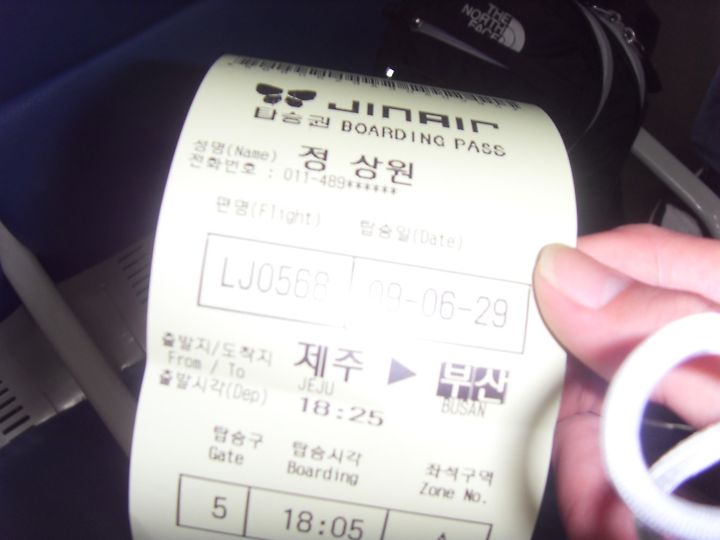 THE
NORTH
FACE
JINAIR
탑승권 BOARDING PASS
성명(Name) 정 상원
전화번호 : 011-489******
편명(Flight) 탑승일(Date)
LJ0568 09-06-29
출발지/도착지 제주 ▶ 부산
From / To JEJU BUSAN
출발시각(Dep) 18:25
탑승구 탑승시각 좌석구역
Gate Boarding Zone No.
5 18:05 A